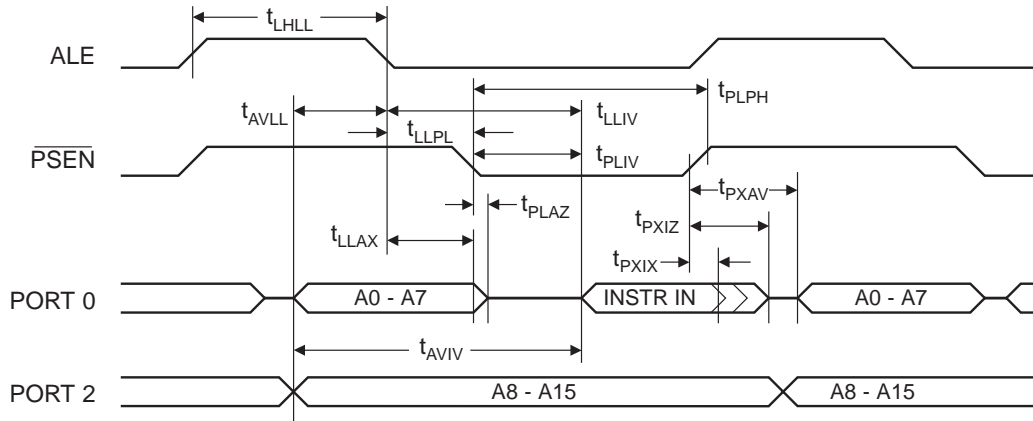 tLHLL
ALE
tPLPH
tAVLL
tLLIV
tLLPL
PSEN
tPLIV
tPXAV
tPLAZ
tPXIZ
tLLAX
tPXIX
PORT 0
A0 - A7
INSTR IN
A0 - A7
tAVIV
PORT 2
A8 - A15
A8 - A15